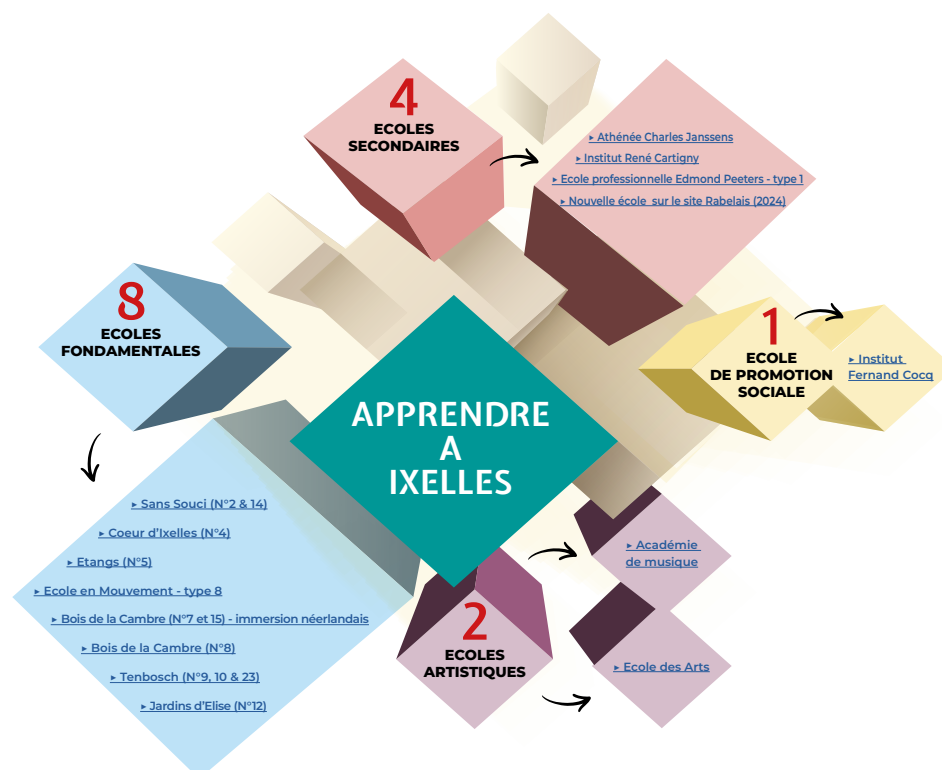 4
ECOLES
SECONDAIRES
▸ Athénée Charles Janssens
▸ Institut René Cartigny
▸ Ecole professionnelle Edmond Peeters - type 1
▸ Nouvelle école sur le site Rabelais (2024)
8
ECOLES
FONDAMENTALES
1
ECOLE
DE PROMOTION
SOCIALE
▸ Institut
Fernand Cocq
APPRENDRE
A
IXELLES
▸ Sans Souci (N°2 & 14)
▸ Coeur d'Ixelles (N°4)
▸ Etangs (N°5)
▸ Ecole en Mouvement - type 8
▸ Bois de la Cambre (N°7 et 15) - immersion néerlandais
▸ Bois de la Cambre (N°8)
▸ Tenbosch (N°9, 10 & 23)
▸ Jardins d'Elise (N°12)
2
ECOLES
ARTISTIQUES
▸ Académie
de musique
▸ Ecole des Arts